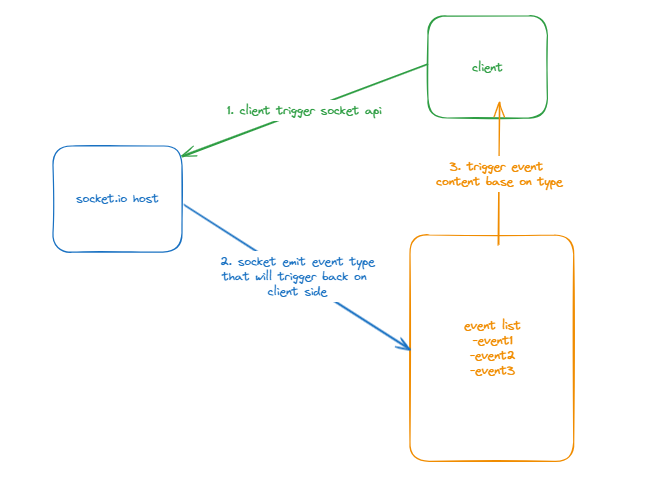 client
1. client trigger socket api
3. trigger event
content base on type
socket.io host
2. socket emit event type
that will trigger back on
client side
event list
-event1
-event2
-event3